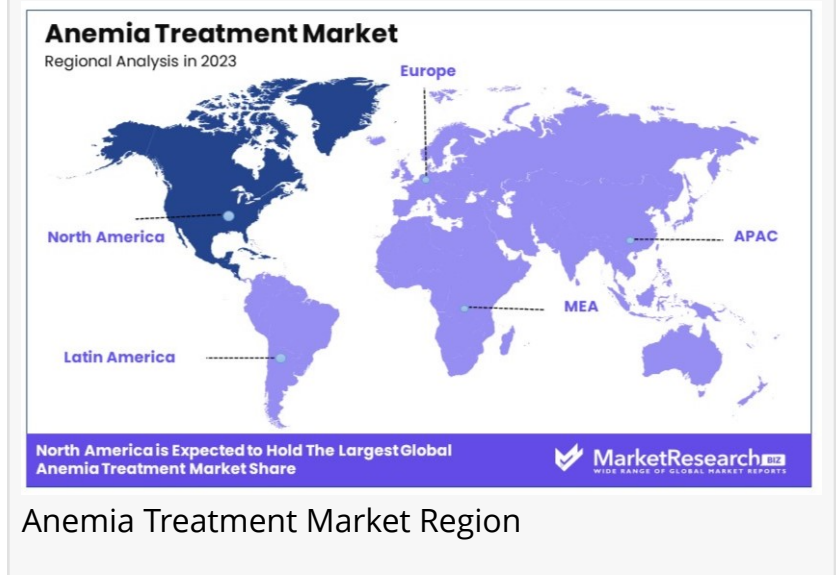 Anemia Treatment Market
Regional Analysis in 2023
Europe
North America
APAC
MEA
Latin America
North America is Expected to Hold The Largest Global
Anemia Treatment Market Share
MarketResearch BIZ
WIDE RANGE OF GLOBAL MARKET REPORTS
Anemia Treatment Market Region